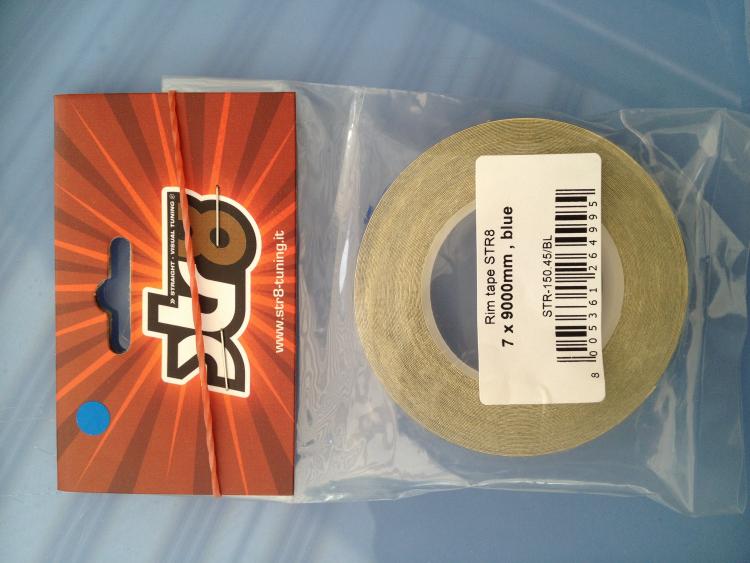 str8
» STRAIGHT - VISUAL TUNING ®
www.str8-tuning.it
Rim tape STR8
7 x 9000mm , blue
STR-150.45/BL
8 005361 264995